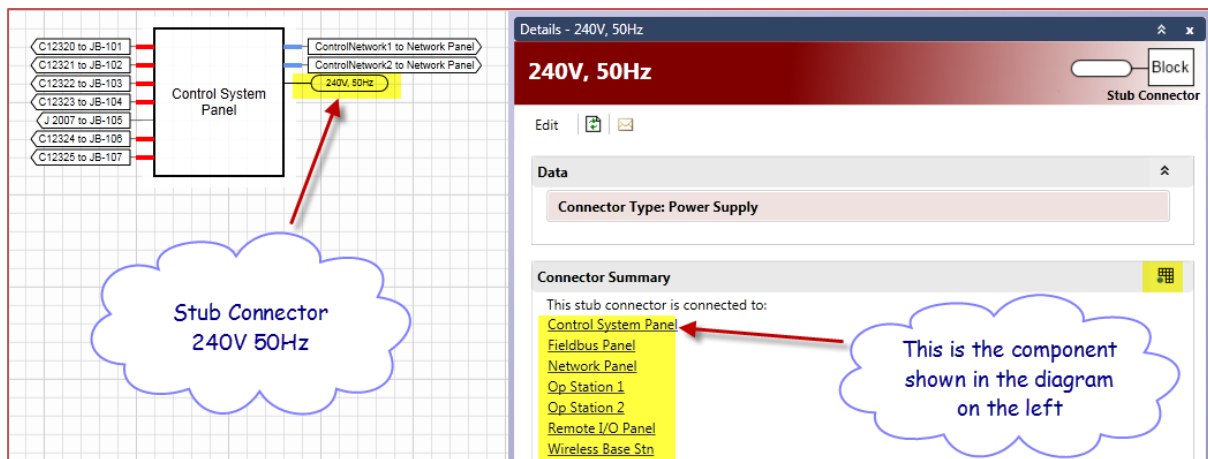 C12320 to JB-101
C12321 to JB-102
C12322 to JB-103
C12323 to JB-104
J 2007 to JB-105
C12324 to JB-106
C12325 to JB-107
Control System
Panel
ControlNetwork1 to Network Panel
ControlNetwork2 to Network Panel
240V, 50Hz
Stub Connector
240V 50Hz
Details - 240V, 50Hz
x
240V, 50Hz
Block
Stub Connector
Edit
Data
Connector Type: Power Supply
Connector Summary
This stub connector is connected to:
Control System Panel
Fieldbus Panel
Network Panel
Op Station 1
Op Station 2
Remote I/O Panel
Wireless Base Stn
This is the component
shown in the diagram
on the left